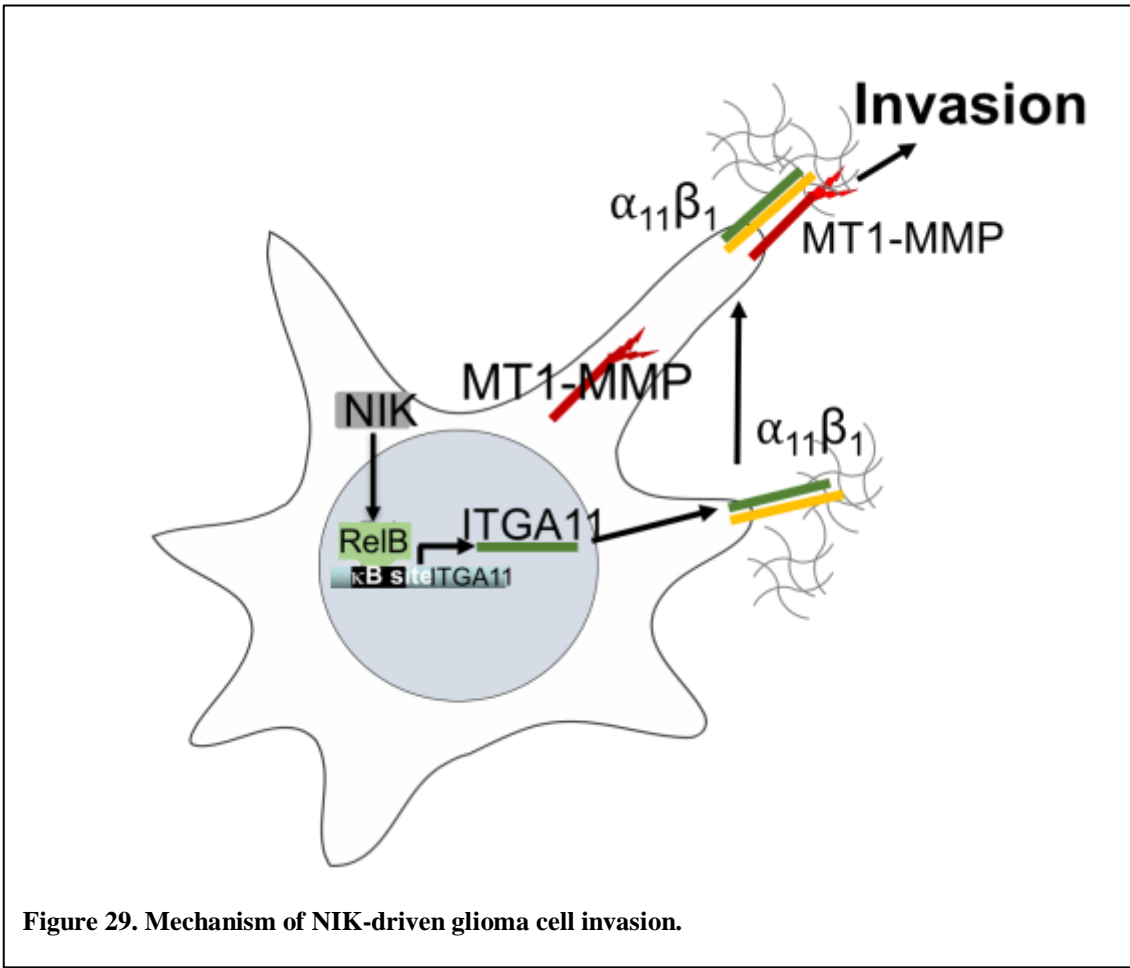 Invasion
α₁₁β₁
MT1-MMP
MT1-MMP
NIK
α₁₁β₁
ITGA11
RelB
κB site ITGA11
Figure 29. Mechanism of NIK-driven glioma cell invasion.